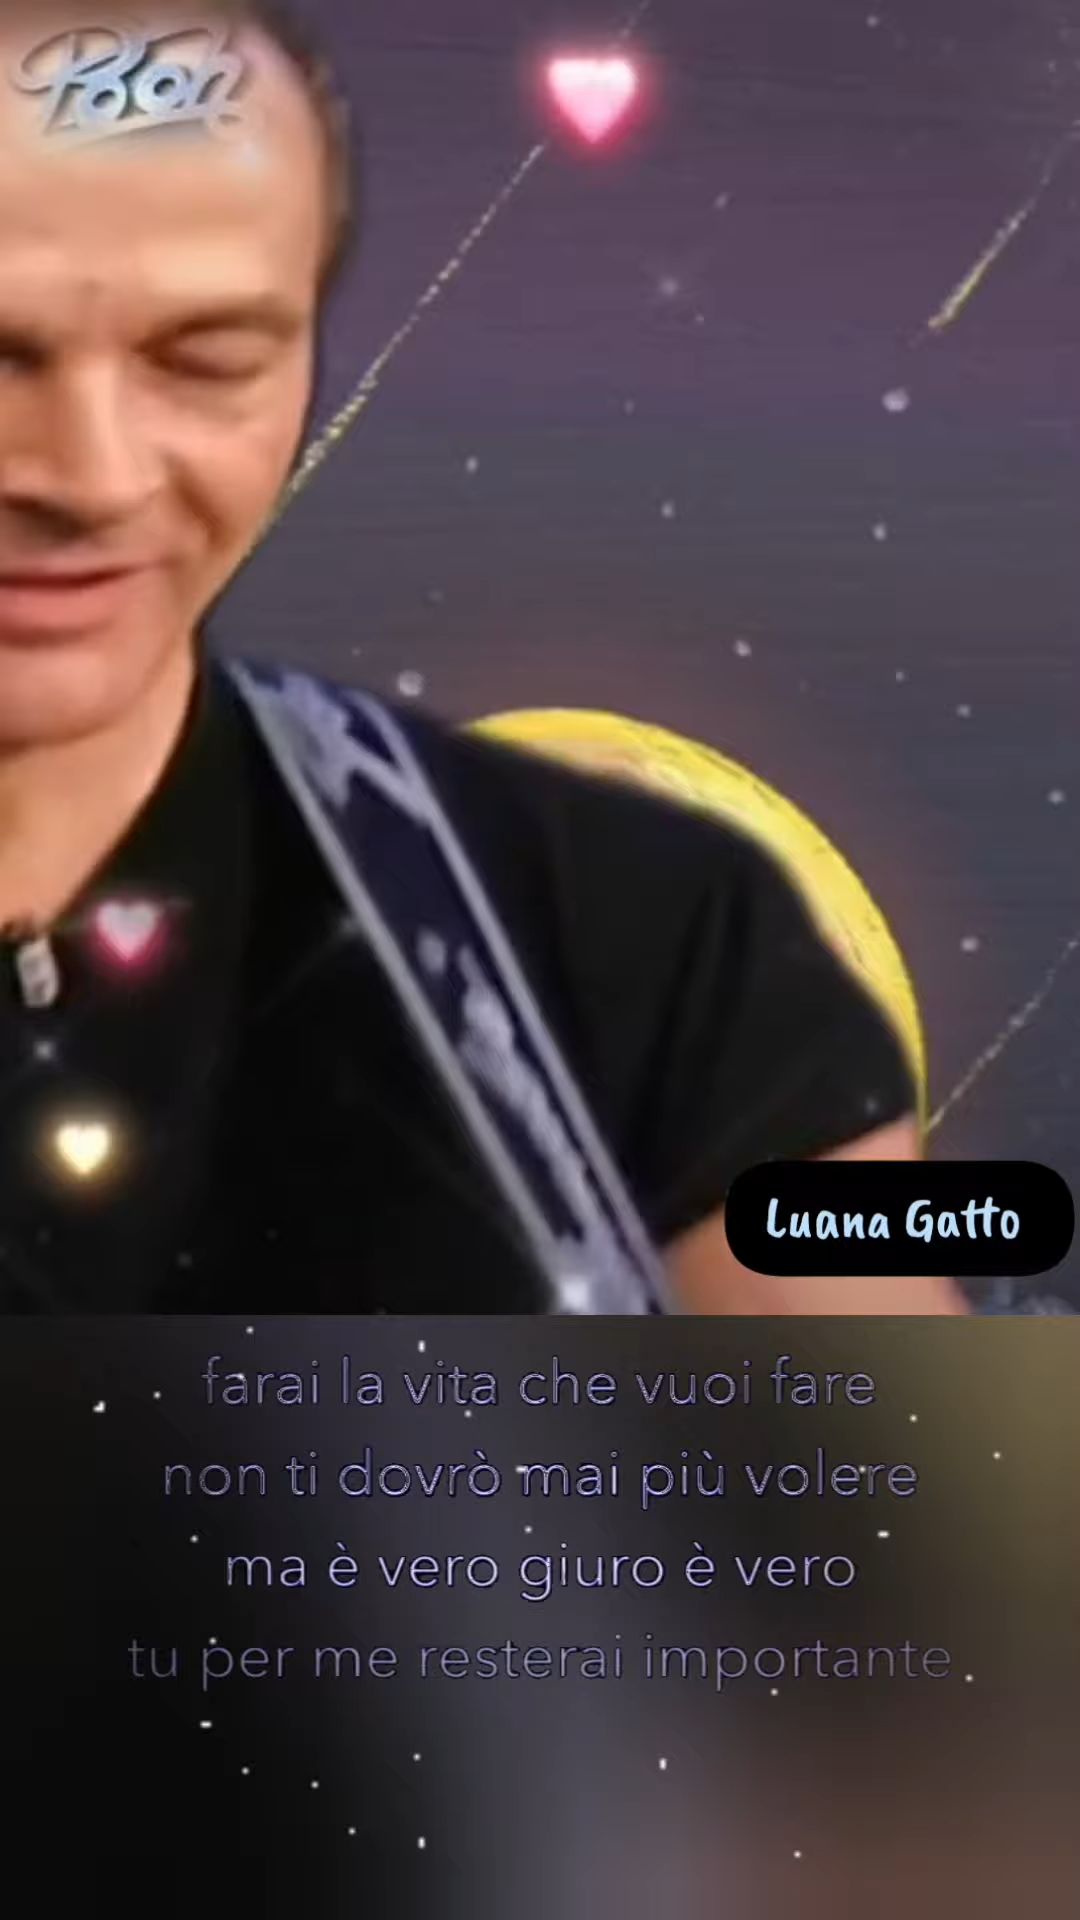 Pooh
Luana Gatto
farai la vita che vuoi fare
non ti dovrò mai più volere
ma è vero giuro è vero
tu per me resterai importante